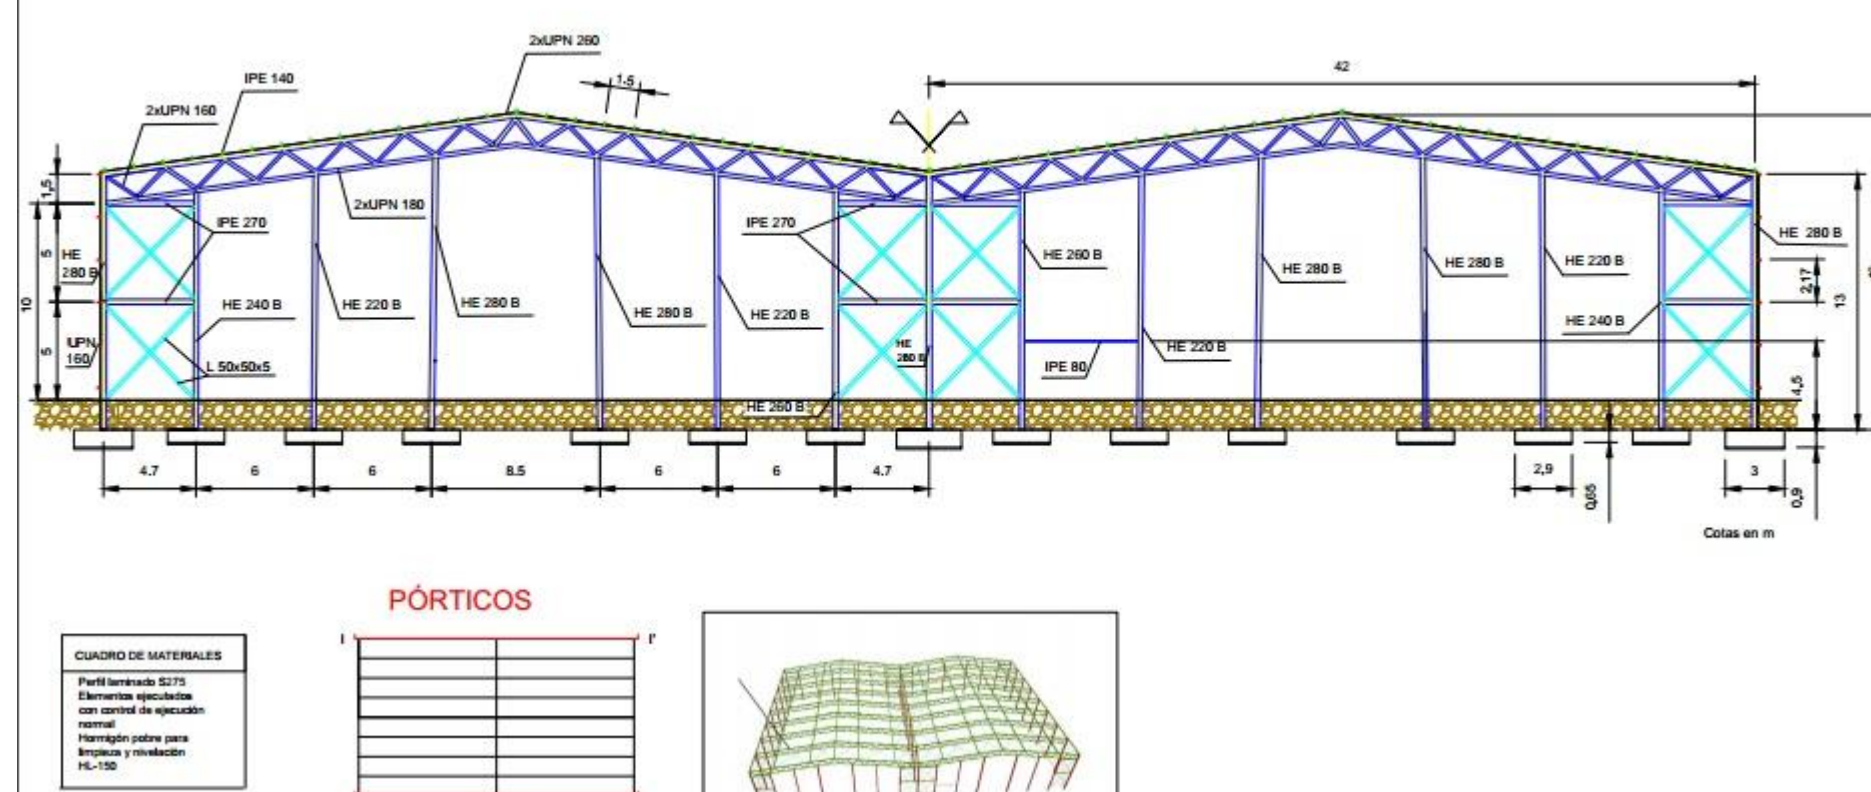 2xUPN 260
1.5
42
IPE 140
2xUPN 160
1,5
2xUPN 180
IPE 270
IPE 270
HE
280 B
HE 260 B
HE 280 B
HE 280 B
HE 220 B
HE 280 B
5
10
5
2,17
13
HE 240 B
HE 220 B
HE 280 B
HE 280 B
HE 220 B
HE 240 B
UPN
160
L 50x50x5
HE
280 B
IPE 80
HE 220 B
4,5
HE 260 B
4.7
6
6
8.5
6
6
4.7
2,9
0,65
3
0,9
Cotas en m
PÓRTICOS
CUADRO DE MATERIALES
Perfil laminado S275
Elementos ejecutados
con control de ejecución
normal
Hormigón pobre para
limpieza y nivelación
HL-150
I
I'